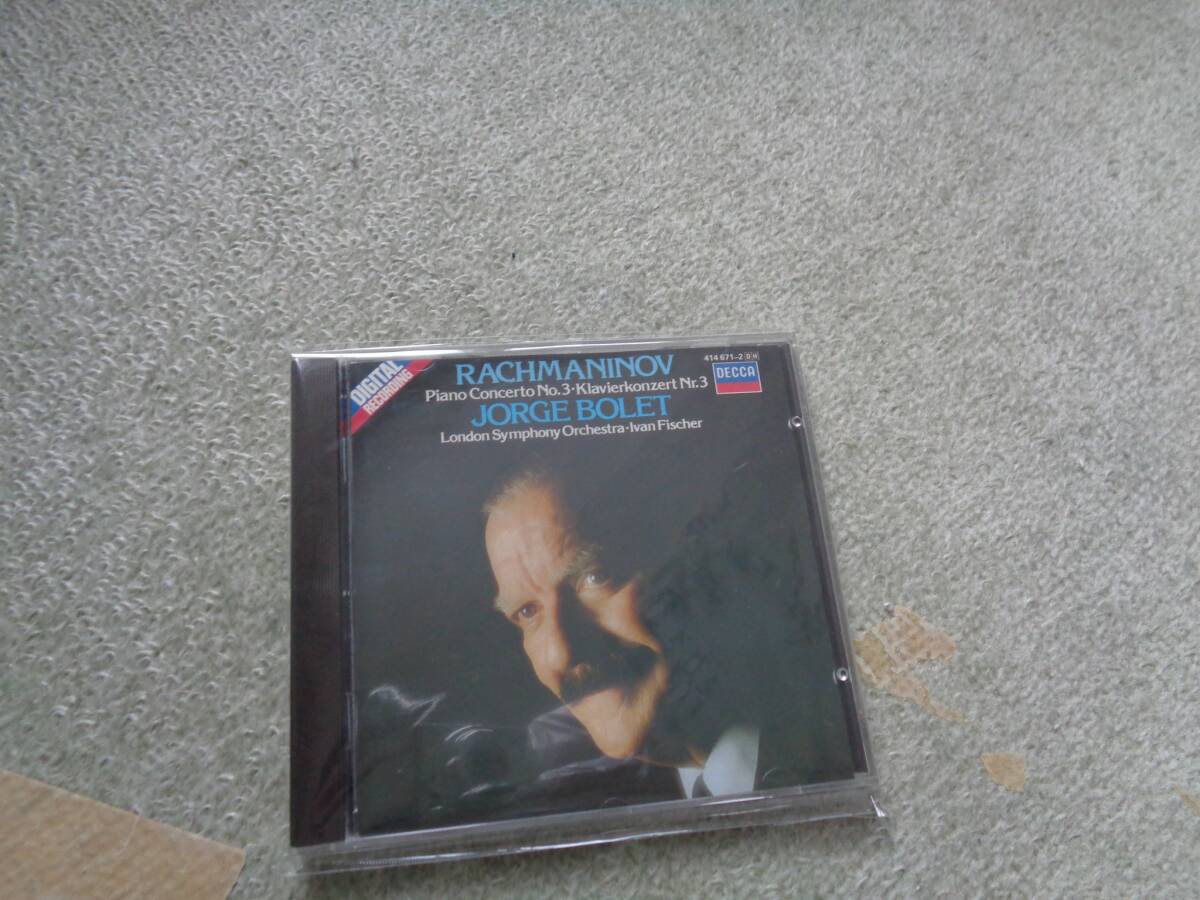 DIGITAL
RECORDING
RACHMANINOV
414 671-2 DH
DECCA
Piano Concerto No.3·Klavierkonzert Nr.3
JORGE BOLET
London Symphony Orchestra·Ivan Fischer